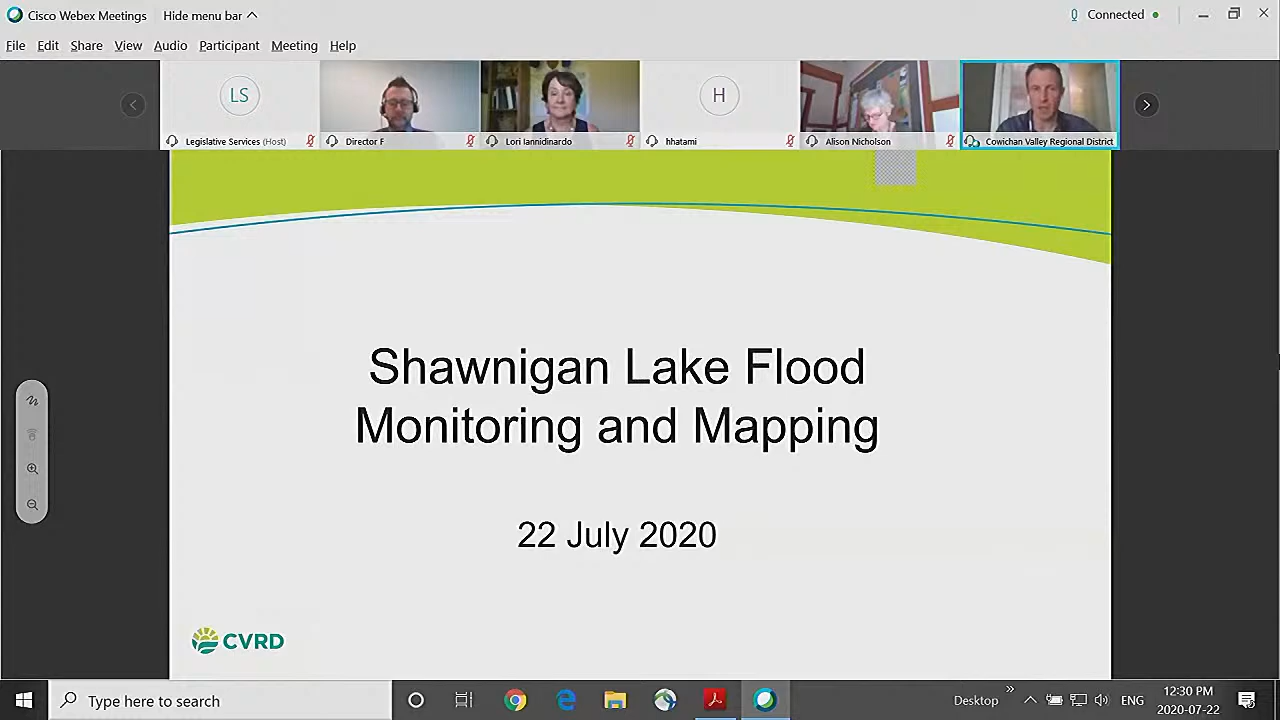 Cisco Webex Meetings
Hide menu bar
Connected
File Edit Share View Audio Participant Meeting Help
LS
H
Legislative Services (Host)
Director F
Lori Iannidinardo
hhatami
Alison Nicholson
Cowichan Valley Regional District
Shawnigan Lake Flood
Monitoring and Mapping
22 July 2020
CVRD
Type here to search
Desktop
ENG
12:30 PM
2020-07-22